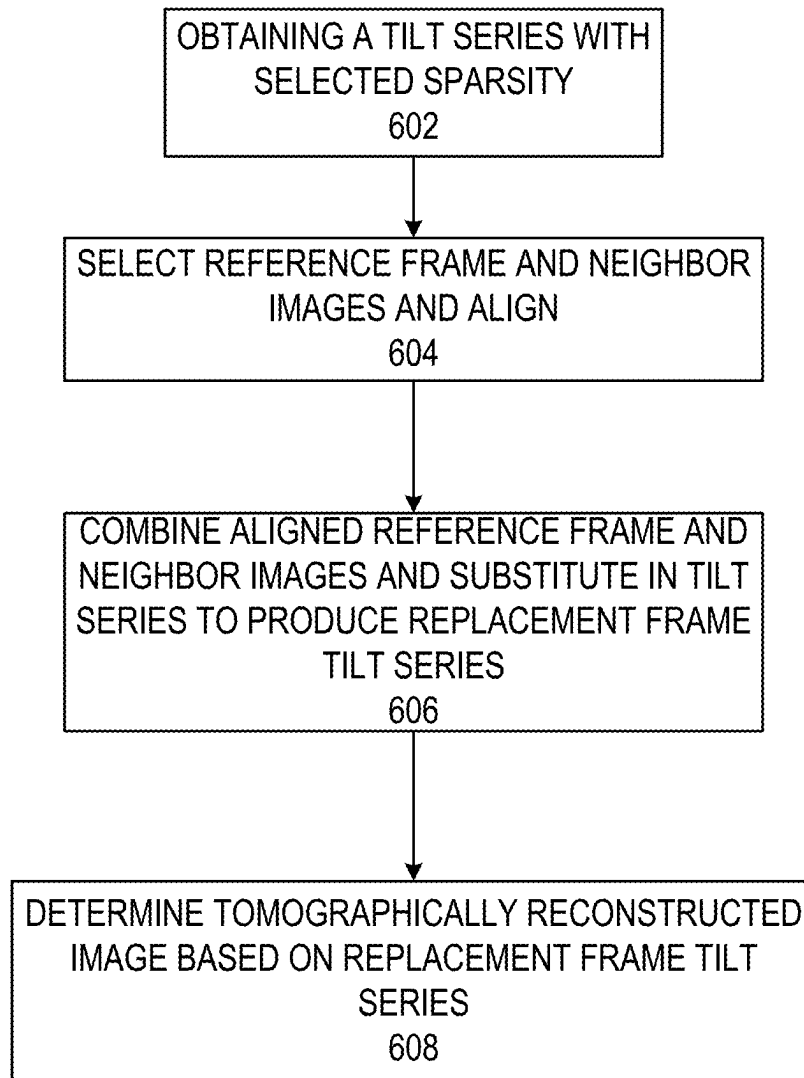 OBTAINING A TILT SERIES WITH
SELECTED SPARSITY
602
SELECT REFERENCE FRAME AND NEIGHBOR
IMAGES AND ALIGN
604
COMBINE ALIGNED REFERENCE FRAME AND
NEIGHBOR IMAGES AND SUBSTITUTE IN TILT
SERIES TO PRODUCE REPLACEMENT FRAME
TILT SERIES
606
DETERMINE TOMOGRAPHICALLY RECONSTRUCTED
IMAGE BASED ON REPLACEMENT FRAME TILT
SERIES
608